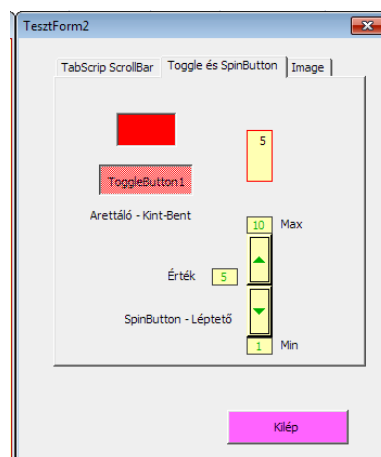 TesztForm2
TabScrip ScrollBar
Toggle és SpinButton
Image
5
ToggleButton1
Arettáló - Kint-Bent
10 Max
Érték 5
SpinButton - Léptető
1 Min
Kilép